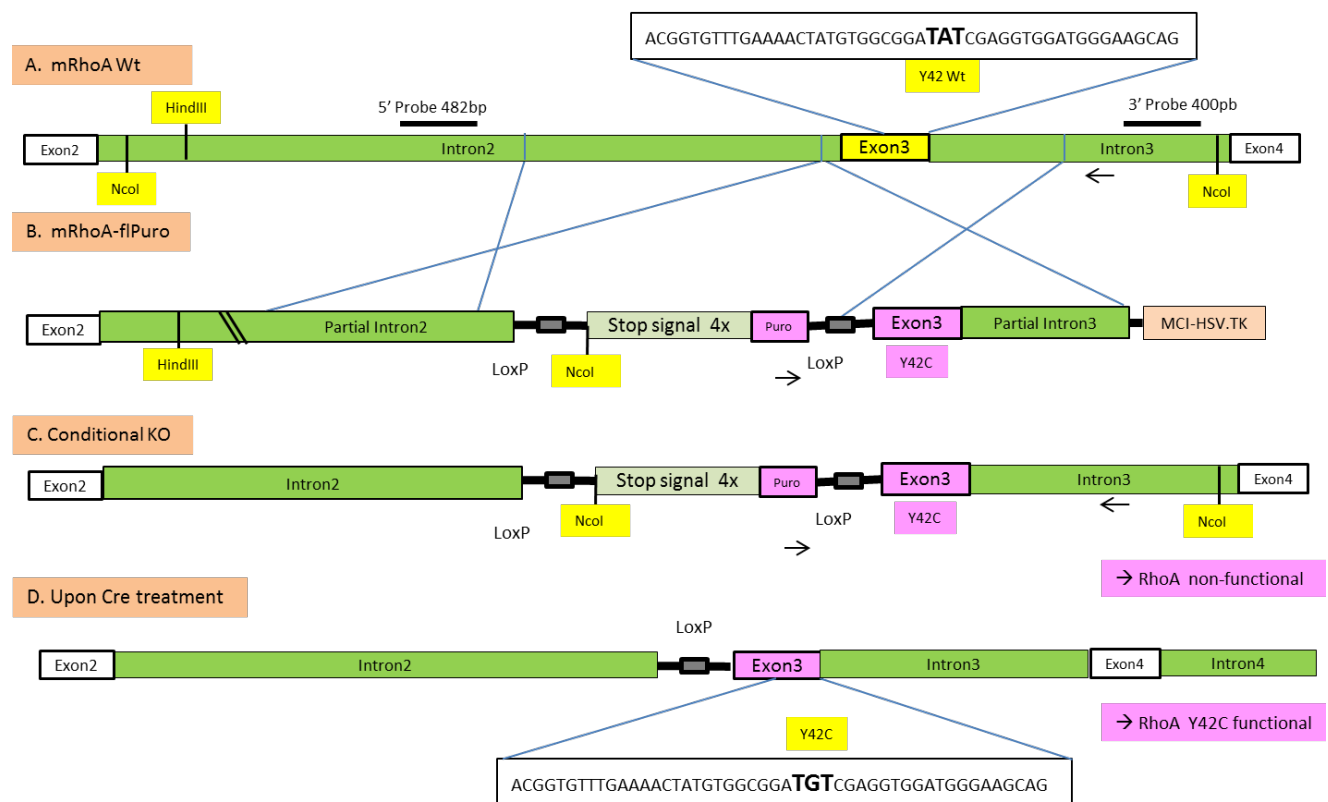 ACGGTGTTTGAAAACTATGTGGCGGATATCGAGGTGGATGGGAAGCAG
A. mRhoA Wt
Y42 Wt
HindIII
5' Probe 482bp
3' Probe 400pb
Exon2
Intron2
Exon3
Intron3
Exon4
NcoI
NcoI
B. mRhoA-flPuro
Exon2
Partial Intron2
Stop signal 4x
Puro
Exon3
Partial Intron3
MCI-HSV.TK
HindIII
LoxP
NcoI
→
LoxP
Y42C
C. Conditional KO
Exon2
Intron2
Stop signal 4x
Puro
Exon3
Intron3
Exon4
LoxP
NcoI
→
LoxP
Y42C
NcoI
→ RhoA non-functional
D. Upon Cre treatment
LoxP
Exon2
Intron2
Exon3
Intron3
Exon4
Intron4
Y42C
→ RhoA Y42C functional
ACGGTGTTTGAAAACTATGTGGCGGATGTCGAGGTGGATGGGAAGCAG